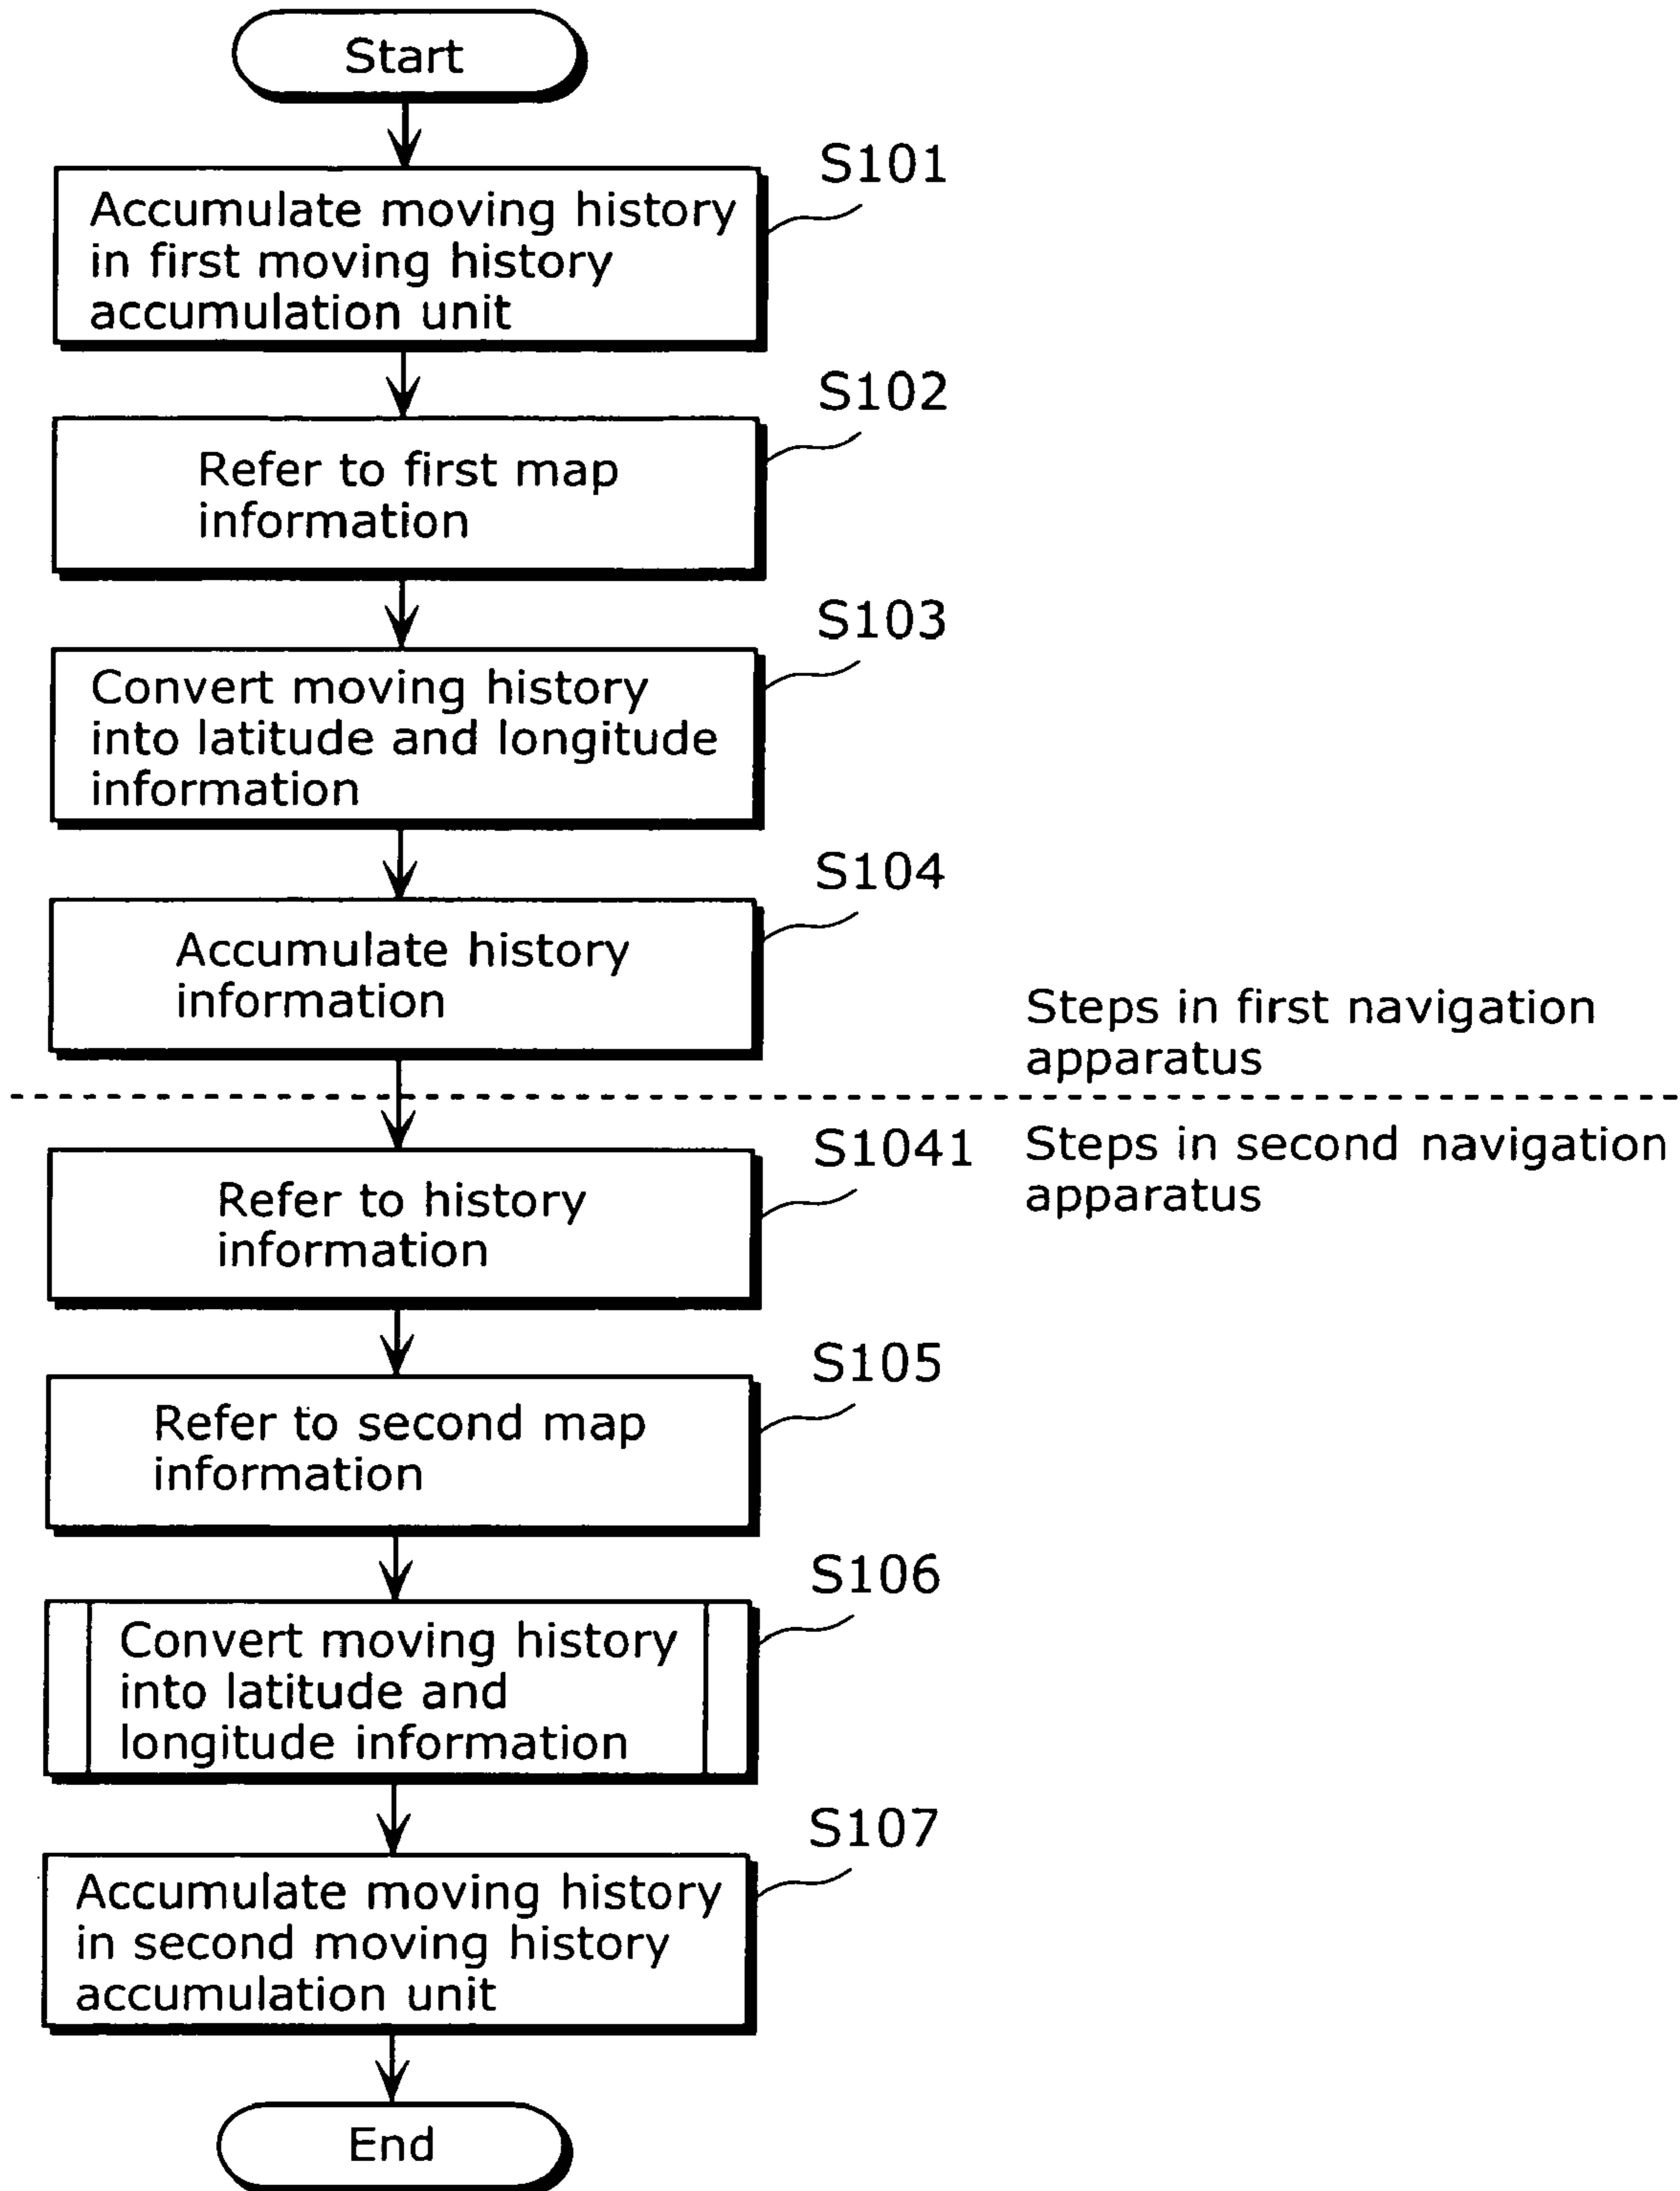 Start
S101
Accumulate moving history
in first moving history
accumulation unit
S102
Refer to first map
information
S103
Convert moving history
into latitude and longitude
information
S104
Accumulate history
information
Steps in first navigation
apparatus
Steps in second navigation
apparatus
S1041
Refer to history
information
S105
Refer to second map
information
S106
Convert moving history
into latitude and
longitude information
S107
Accumulate moving history
in second moving history
accumulation unit
End